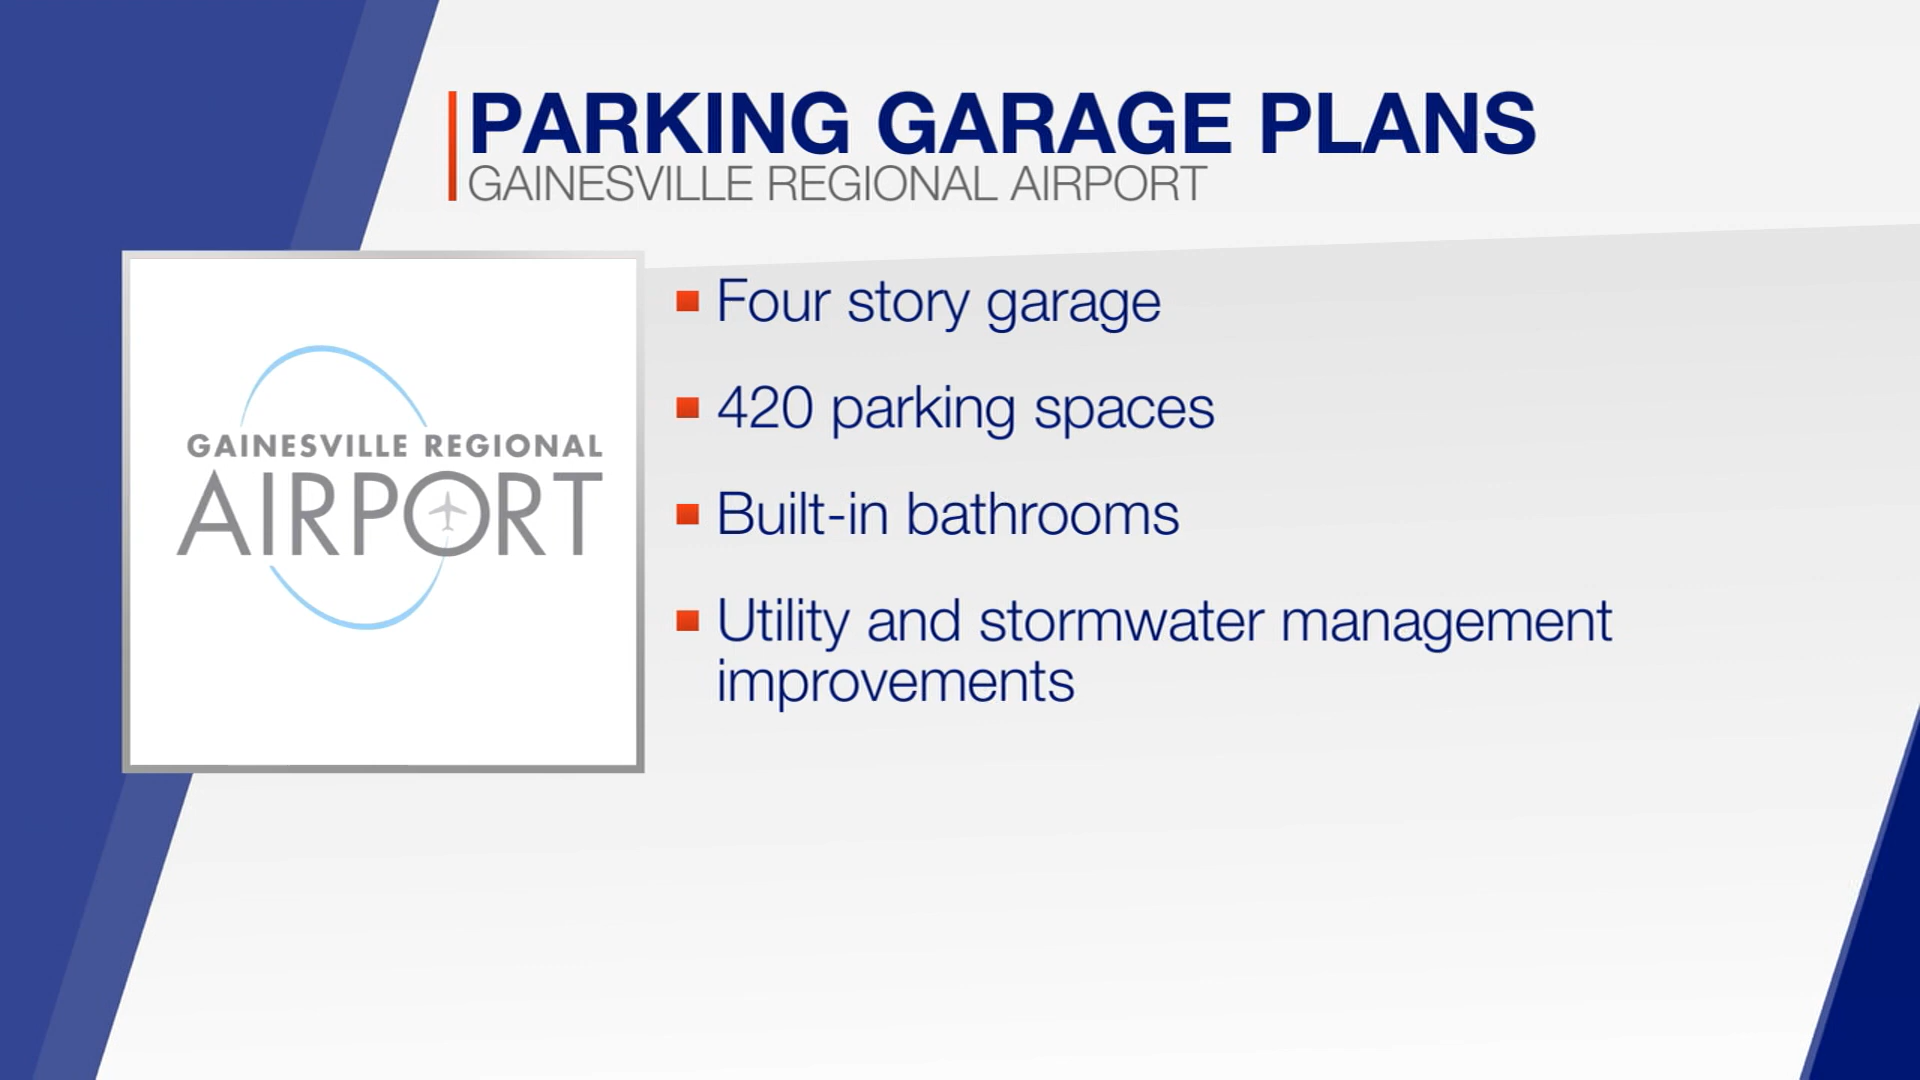 PARKING GARAGE PLANS
GAINESVILLE REGIONAL AIRPORT
GAINESVILLE REGIONAL
AIRPORT
Four story garage
420 parking spaces
Built-in bathrooms
Utility and stormwater management
improvements